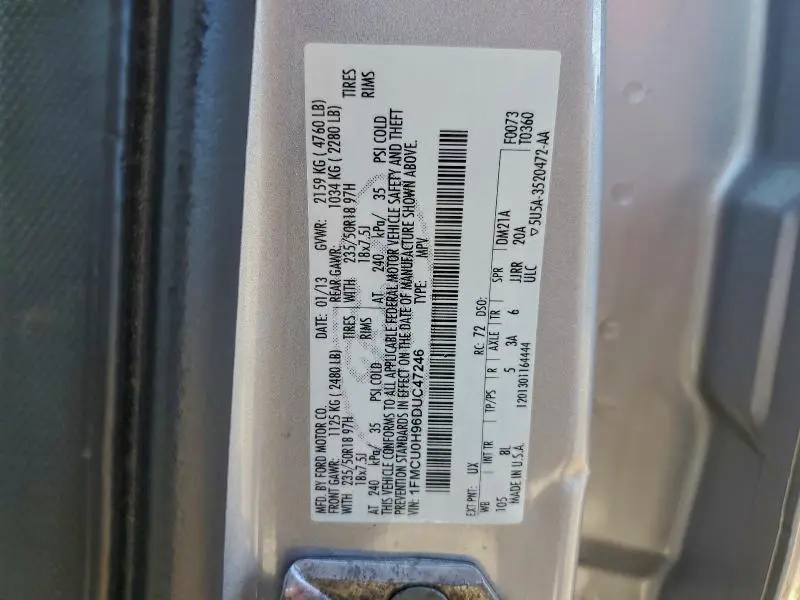 MFD. BY FORD MOTOR CO.
DATE: 01/13 GVWR: 2159 KG ( 4760 LB)
FRONT GAWR: 1125 KG ( 2480 LB) REAR GAWR: 1034 KG ( 2280 LB)
WITH 235/50R18 97H TIRES WITH 235/50R18 97H TIRES
18x7.5J RIMS 18x7.5J RIMS
AT 240 kPa/ 35 PSI COLD AT 240 kPa/ 35 PSI COLD
THIS VEHICLE CONFORMS TO ALL APPLICABLE FEDERAL MOTOR VEHICLE SAFETY AND THEFT
PREVENTION STANDARDS IN EFFECT ON THE DATE OF MANUFACTURE SHOWN ABOVE.
VIN: 1FMCU0H96DUC47246 TYPE: MPV
F0073
T0360
EXT PNT: UX RC: 72 DSO:
WB INT TR TP/PS R AXLE TR SPR DM21A
105 8L 5 3A 6 JJRR 20A
MADE IN U.S.A. 1201301164444 ULC ▽5U5A-3520472-AA